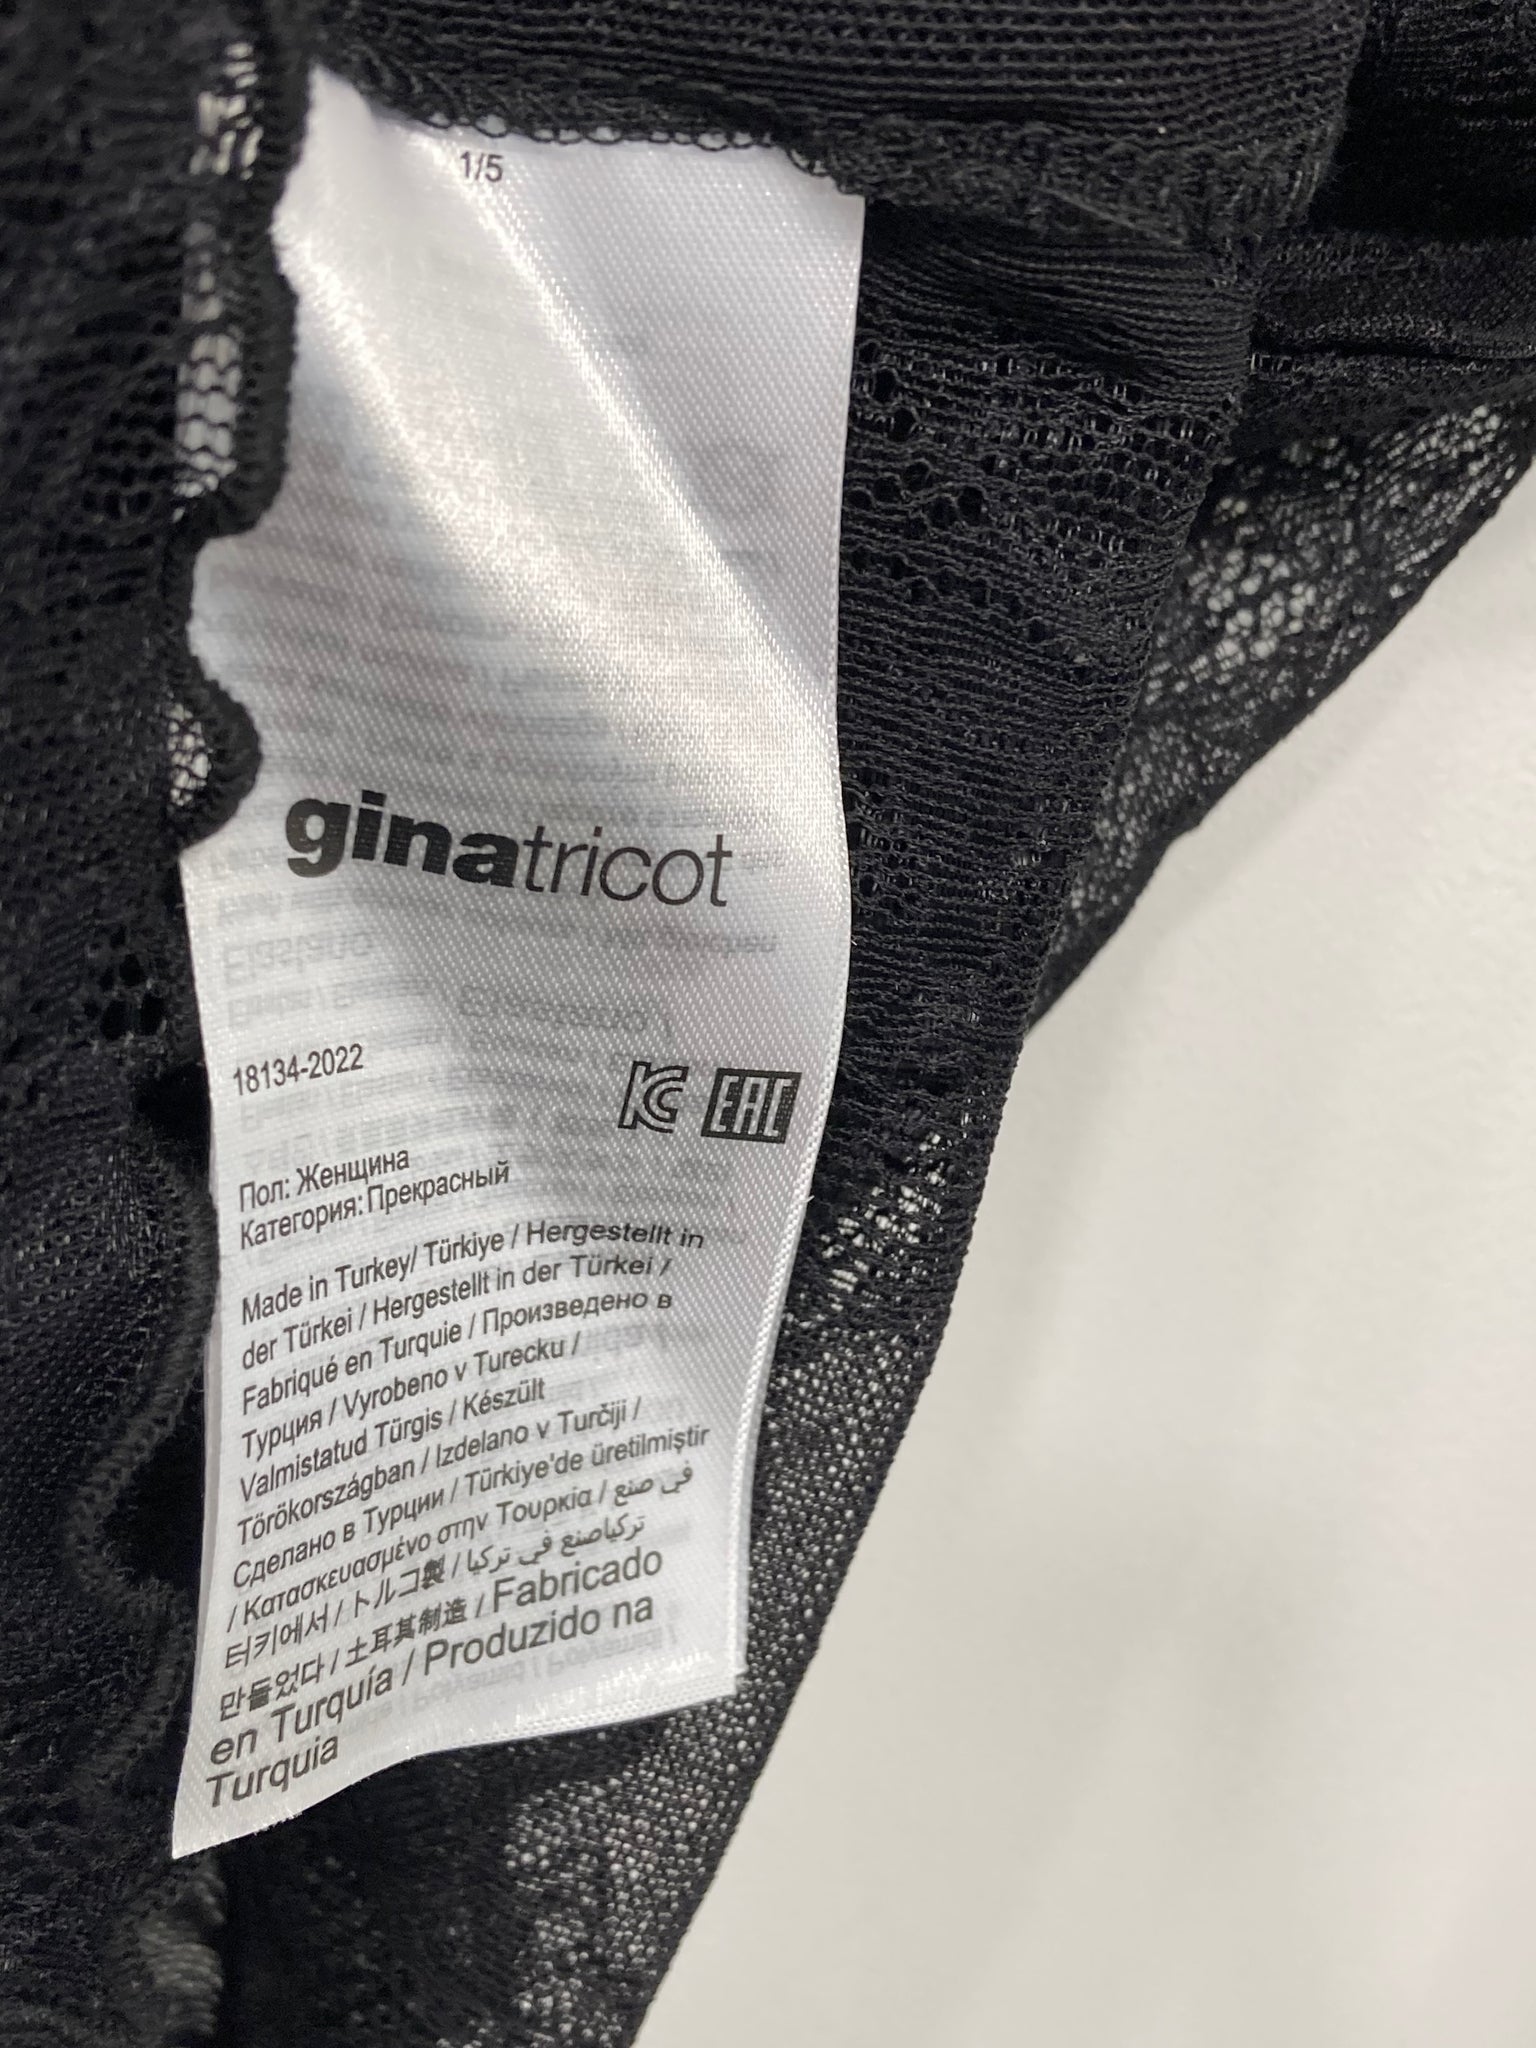 1/5
ginatricot
18134-2022
KC EAC
Пол: Женщина
Категория: Прекрасный
Made in Turkey/ Türkiye / Hergestellt in
der Türkei / Hergestellt in der Türkei /
Fabriqué en Turquie / Произведено в
Турция / Vyrobeno v Turecku /
Valmistatud Türgis / Készült
Törökországban / Izdelano v Turčiji /
Сделано в Турции / Türkiye'de üretilmiştir
/ Κατασκευασμένο στην Τουρκία / في صنع
터키에서 / トルコ製 / تركياصنع في تركيا
만들었다 / 土耳其制造 / Fabricado
en Turquía / Produzido na
Turquia